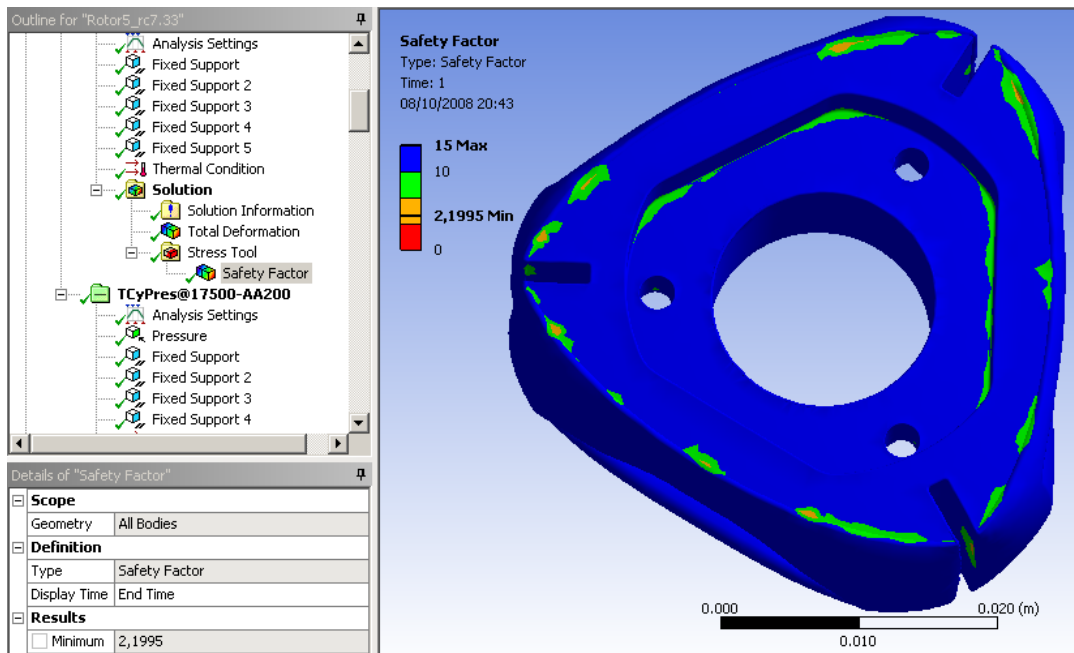 Outline for "Rotor5_rc7.33"
Analysis Settings
Fixed Support
Fixed Support 2
Fixed Support 3
Fixed Support 4
Fixed Support 5
Thermal Condition
Solution
Solution Information
Total Deformation
Stress Tool
Safety Factor
TCyPres@17500-AA200
Analysis Settings
Pressure
Fixed Support
Fixed Support 2
Fixed Support 3
Fixed Support 4
Details of "Safety Factor"
Scope
Geometry All Bodies
Definition
Type Safety Factor
Display Time End Time
Results
Minimum 2,1995
Safety Factor
Type: Safety Factor
Time: 1
08/10/2008 20:43
15 Max
10
2,1995 Min
0
0.000 0.020 (m)
0.010